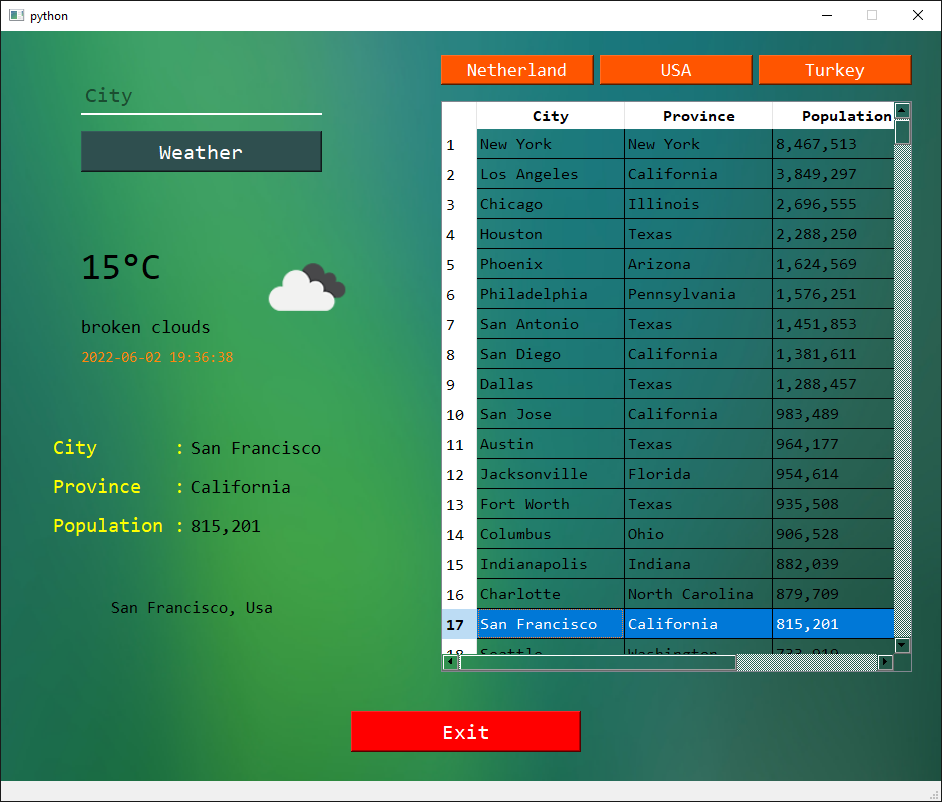 python
City
Weather
15°C
broken clouds
2022-06-02 19:36:38
City : San Francisco
Province : California
Population : 815,201
San Francisco, Usa
Netherland USA Turkey
City Province Population
1 New York New York 8,467,513
2 Los Angeles California 3,849,297
3 Chicago Illinois 2,696,555
4 Houston Texas 2,288,250
5 Phoenix Arizona 1,624,569
6 Philadelphia Pennsylvania 1,576,251
7 San Antonio Texas 1,451,853
8 San Diego California 1,381,611
9 Dallas Texas 1,288,457
10 San Jose California 983,489
11 Austin Texas 964,177
12 Jacksonville Florida 954,614
13 Fort Worth Texas 935,508
14 Columbus Ohio 906,528
15 Indianapolis Indiana 882,039
16 Charlotte North Carolina 879,709
17 San Francisco California 815,201
18 Seattle Washington
Exit